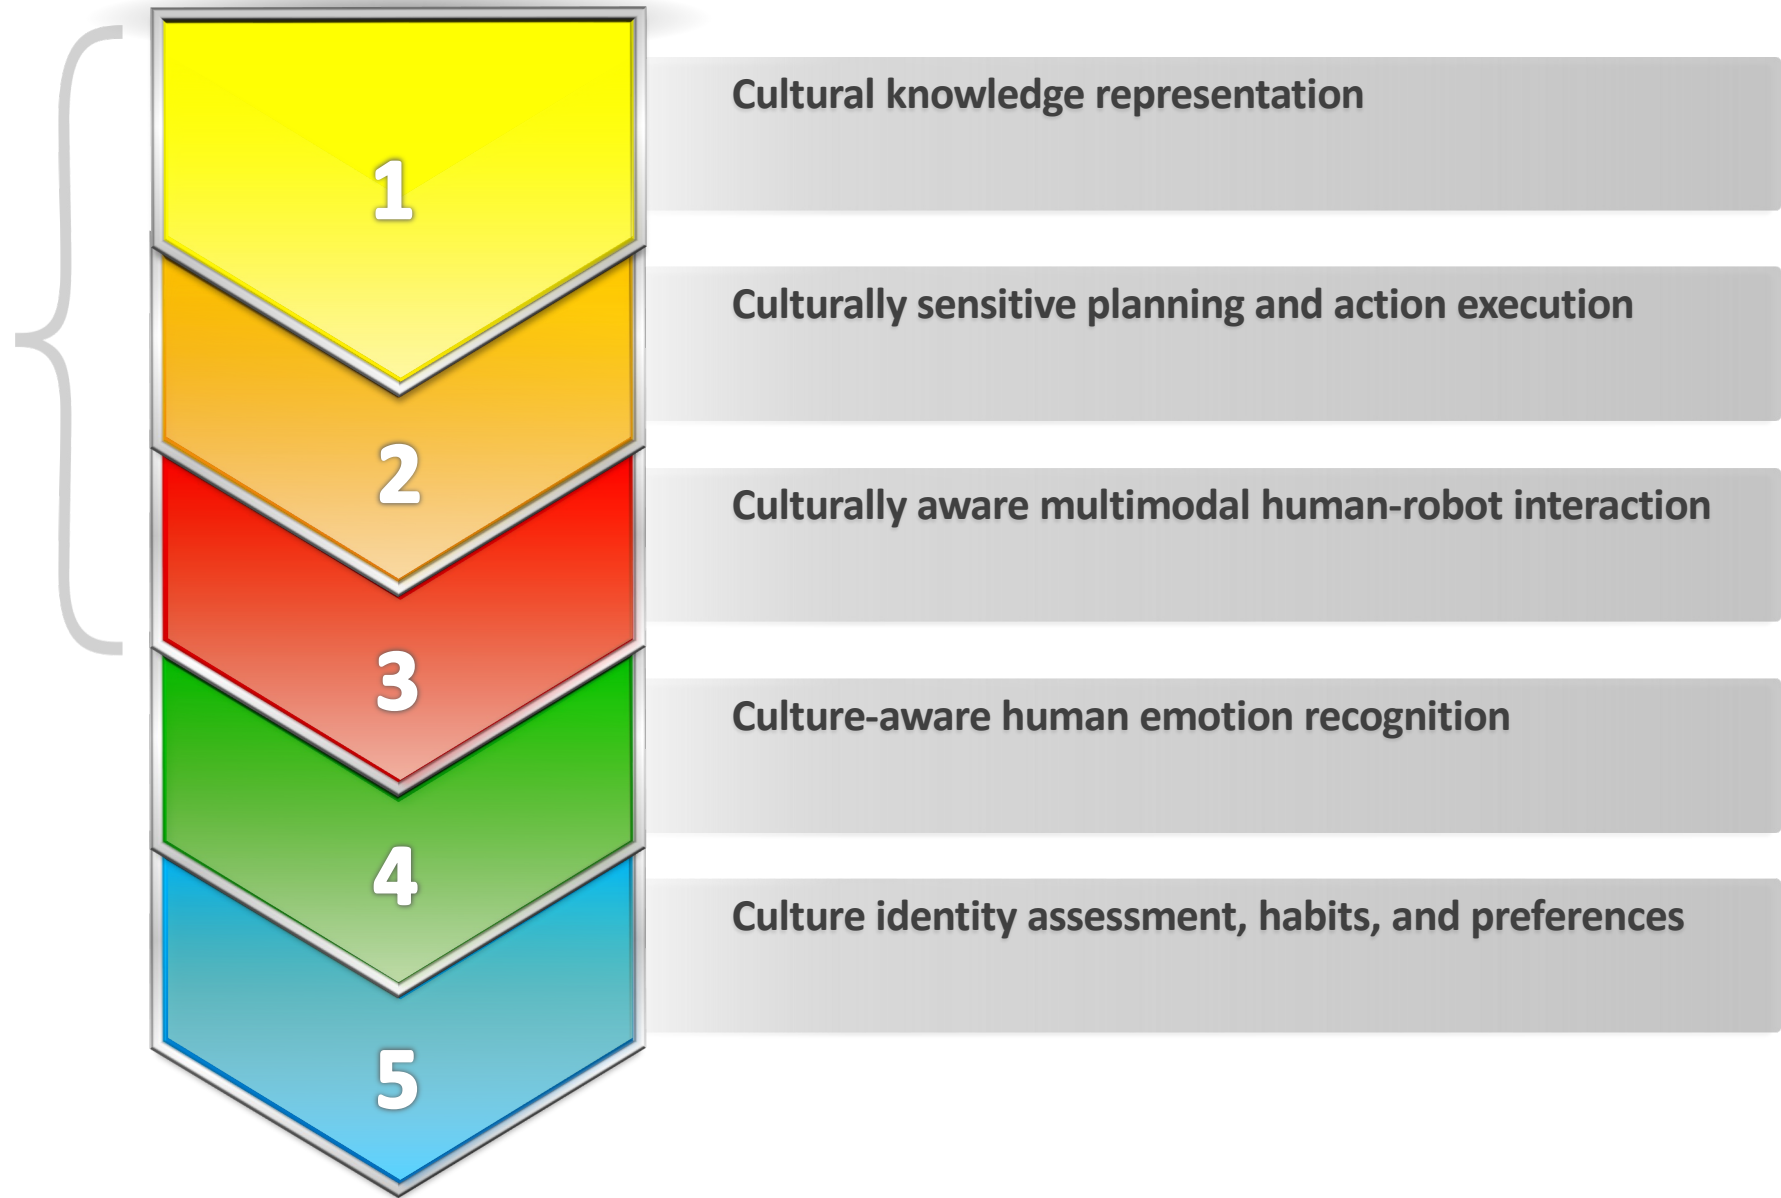 1
Cultural knowledge representation
2
Culturally sensitive planning and action execution
3
Culturally aware multimodal human-robot interaction
4
Culture-aware human emotion recognition
5
Culture identity assessment, habits, and preferences